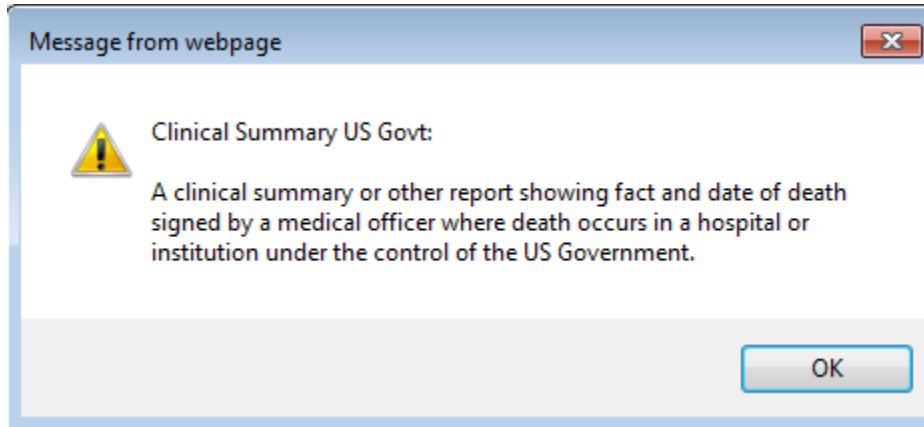 Message from webpage
Clinical Summary US Govt:
A clinical summary or other report showing fact and date of death
signed by a medical officer where death occurs in a hospital or
institution under the control of the US Government.
OK